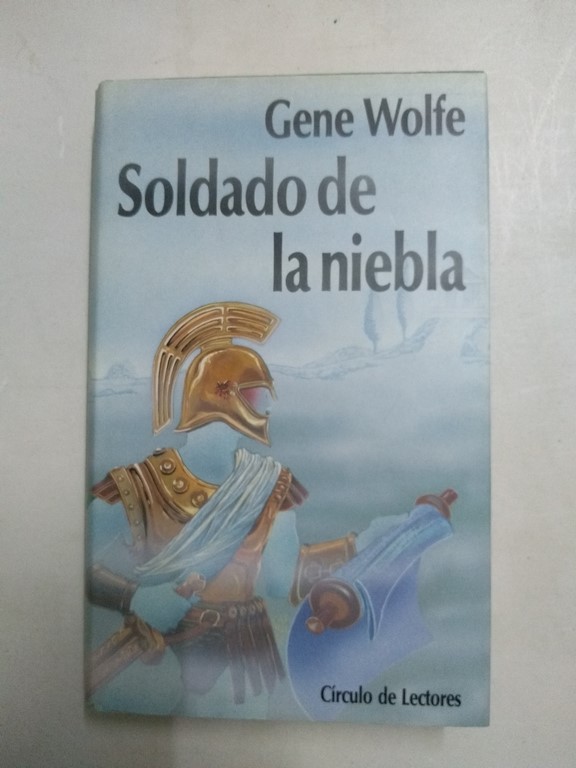 Gene Wolfe
Soldado de
la niebla
Círculo de Lectores